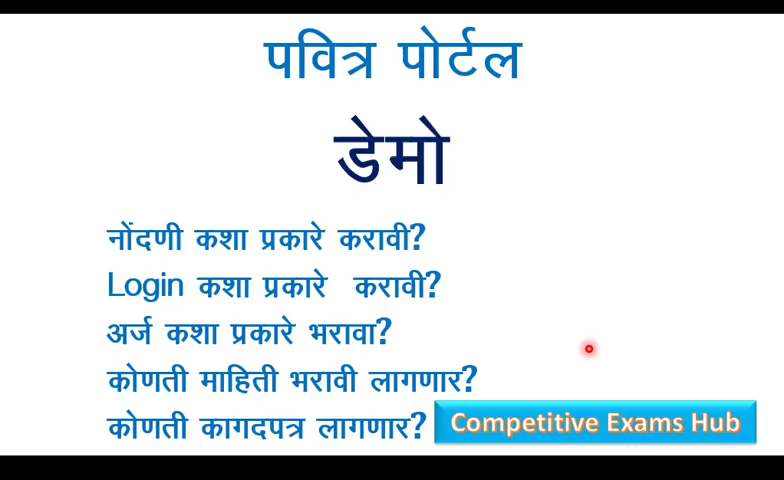 पवित्र पोर्टल
डेमो
नोंदणी कशा प्रकारे करावी?
Login कशा प्रकारे करावी?
अर्ज कशा प्रकारे भरावा?
कोणती माहिती भरावी लागणार?
कोणती कागदपत्र लागणार?
Competitive Exams Hub